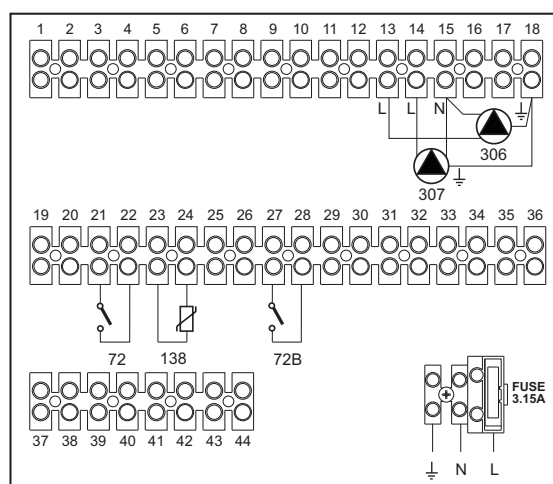 1 2 3 4 5 6 7 8 9 10 11 12 13 14 15 16 17 18
L L N
306
307
19 20 21 22 23 24 25 26 27 28 29 30 31 32 33 34 35 36
72 138 72B
37 38 39 40 41 42 43 44
FUSE
3.15A
N L